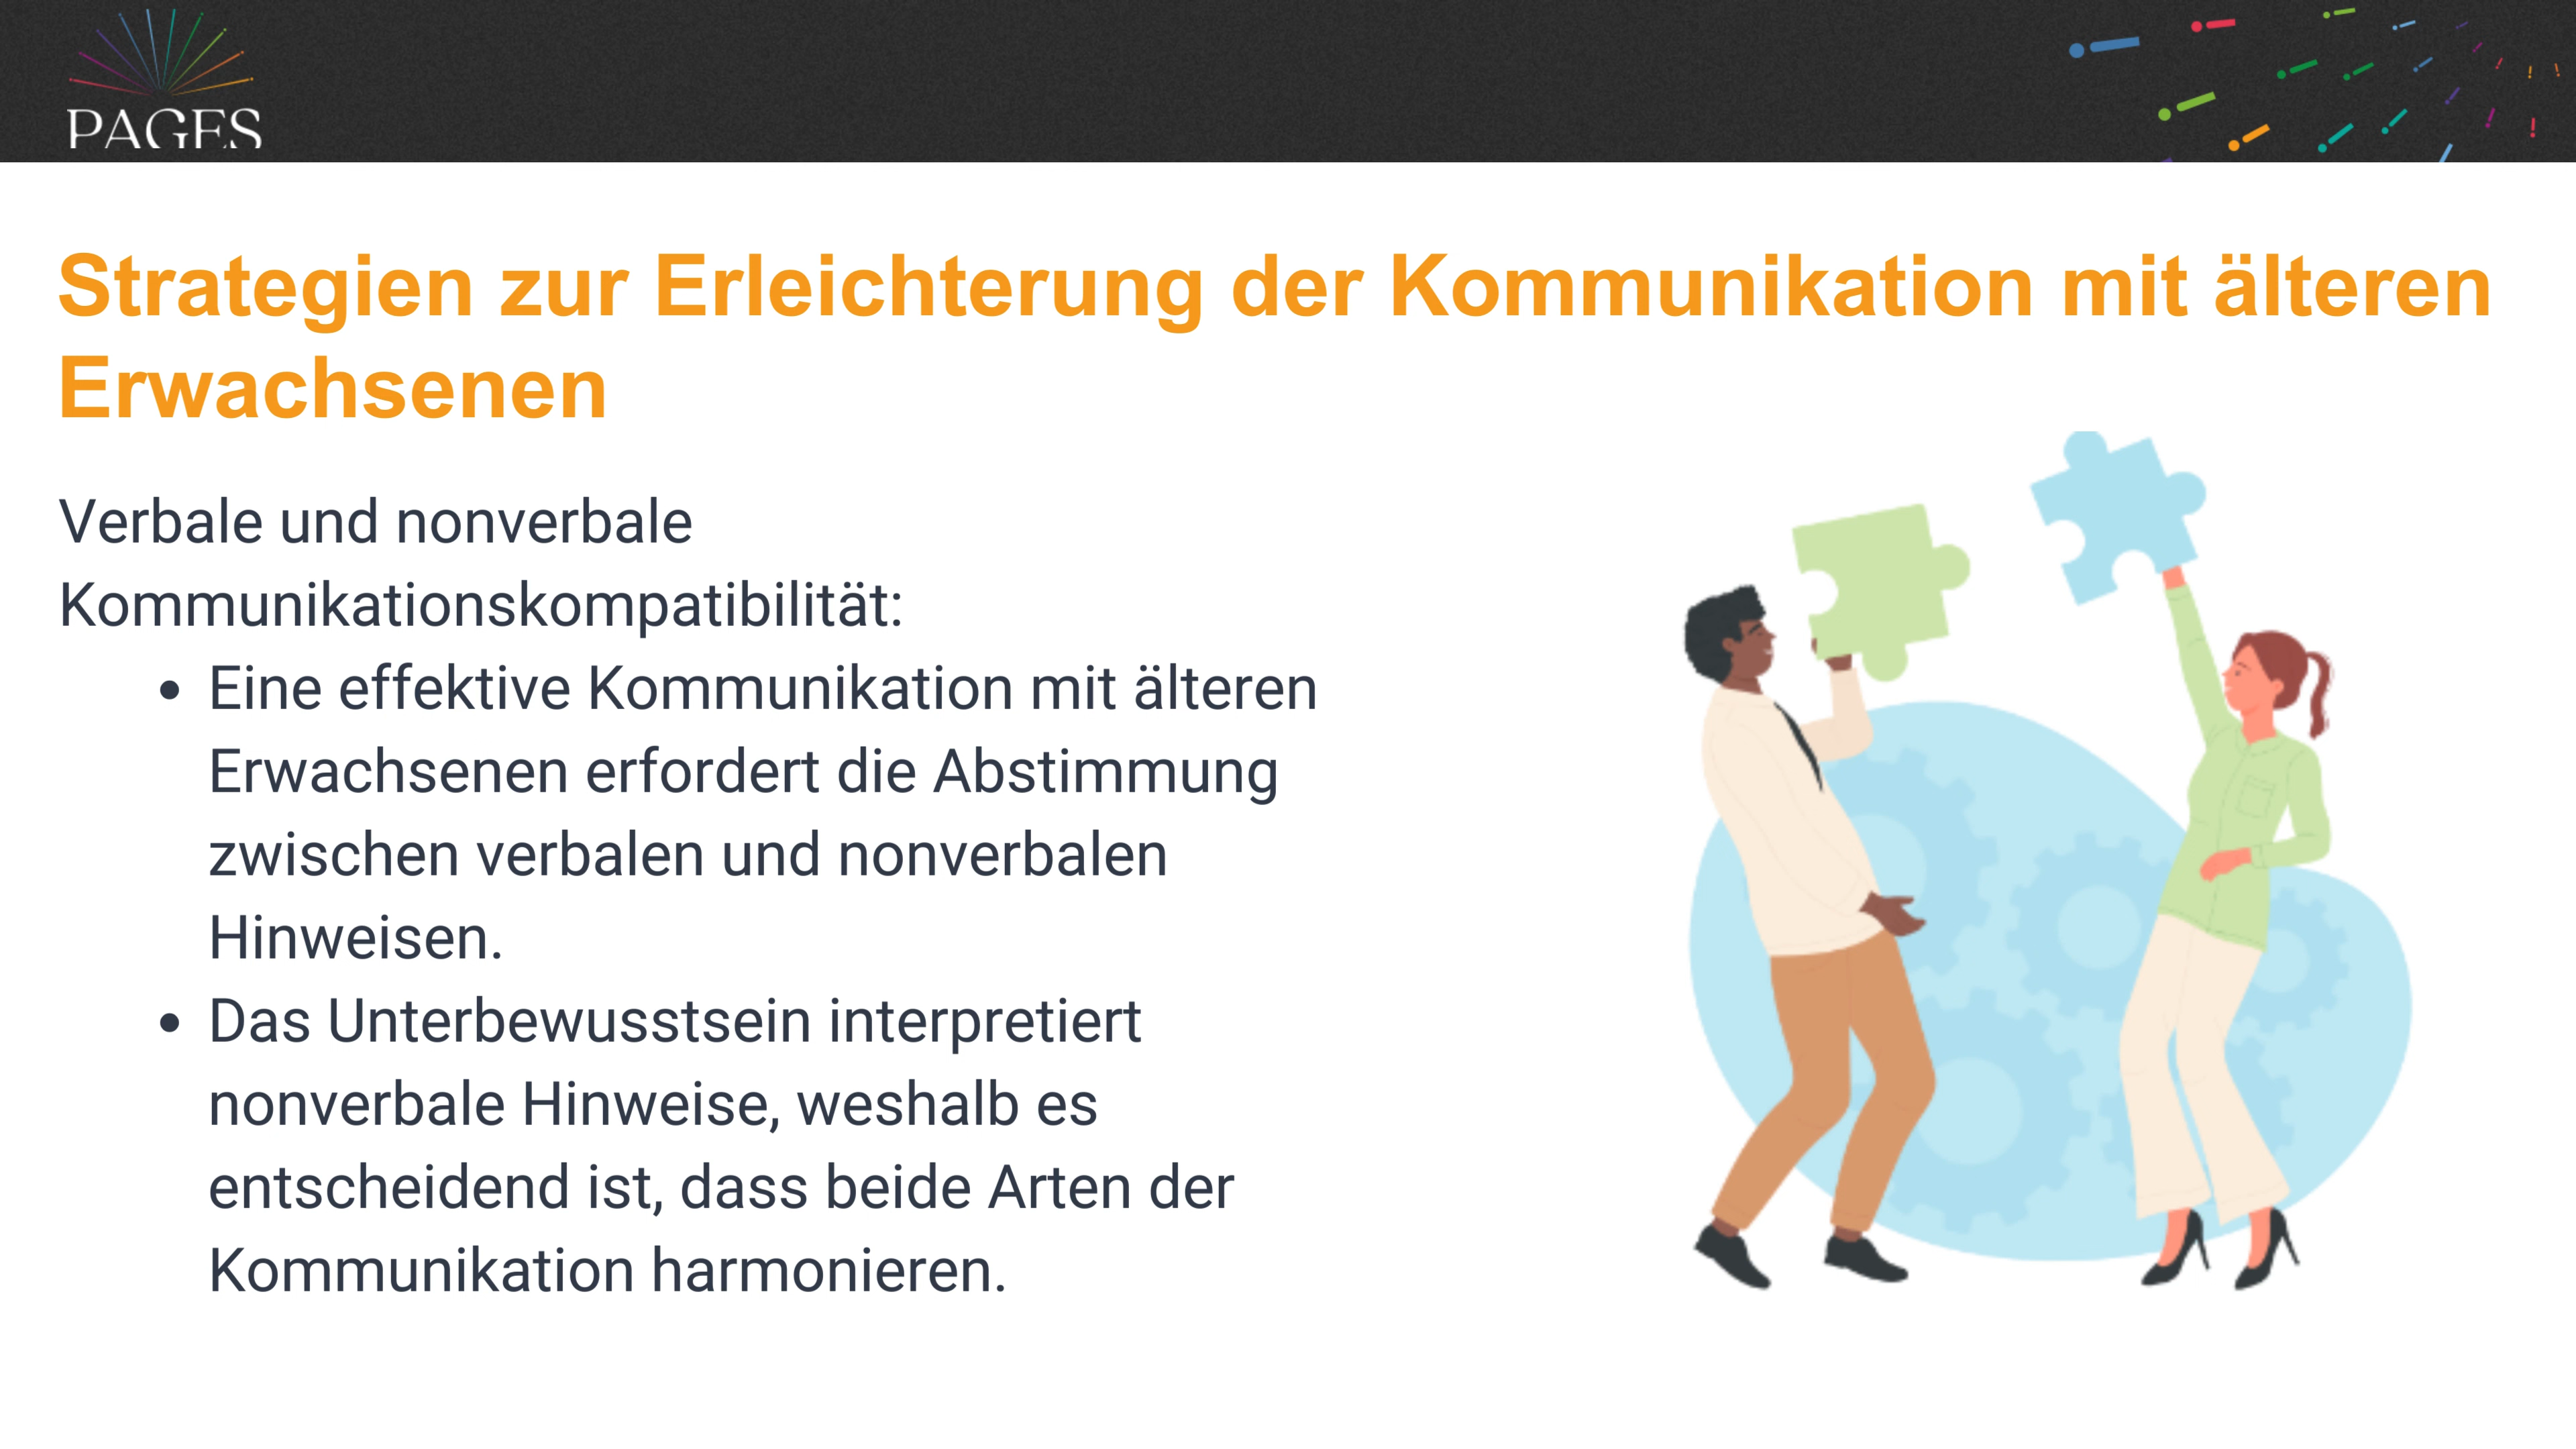 PAGES
Strategien zur Erleichterung der Kommunikation mit älteren
Erwachsenen
Verbale und nonverbale
Kommunikationskompatibilität:
• Eine effektive Kommunikation mit älteren
Erwachsenen erfordert die Abstimmung
zwischen verbalen und nonverbalen
Hinweisen.
• Das Unterbewusstsein interpretiert
nonverbale Hinweise, weshalb es
entscheidend ist, dass beide Arten der
Kommunikation harmonieren.